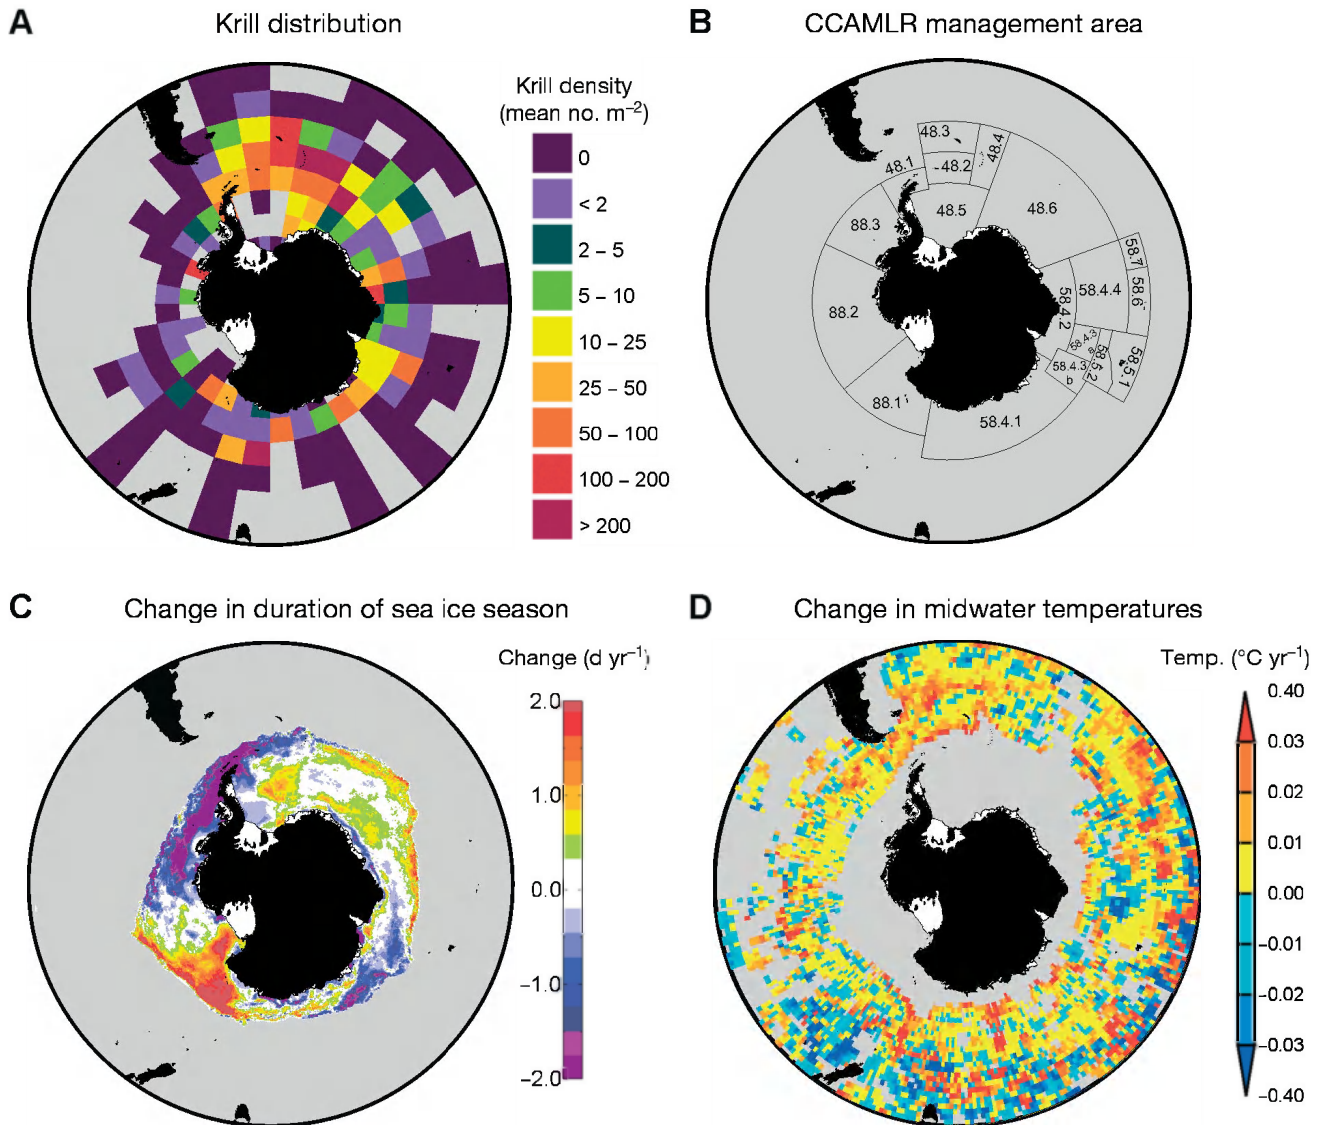 A
Krill distribution
Krill density
(mean no. m⁻²)
0
< 2
2 – 5
5 – 10
10 – 25
25 – 50
50 – 100
100 – 200
> 200
B
CCAMLR management area
48.3
48.4
48.1
48.2
48.5
48.6
88.3
88.2
88.1
58.7
58.6
58.4.4
58.4.2
58.4.3
a
58.4.3
b
58.5.2
58.5.1
58.4.1
C
Change in duration of sea ice season
Change (d yr⁻¹)
2.0
1.0
0.0
−1.0
−2.0
D
Change in midwater temperatures
Temp. (°C yr⁻¹)
0.40
0.03
0.02
0.01
0.00
−0.01
−0.02
−0.03
−0.40